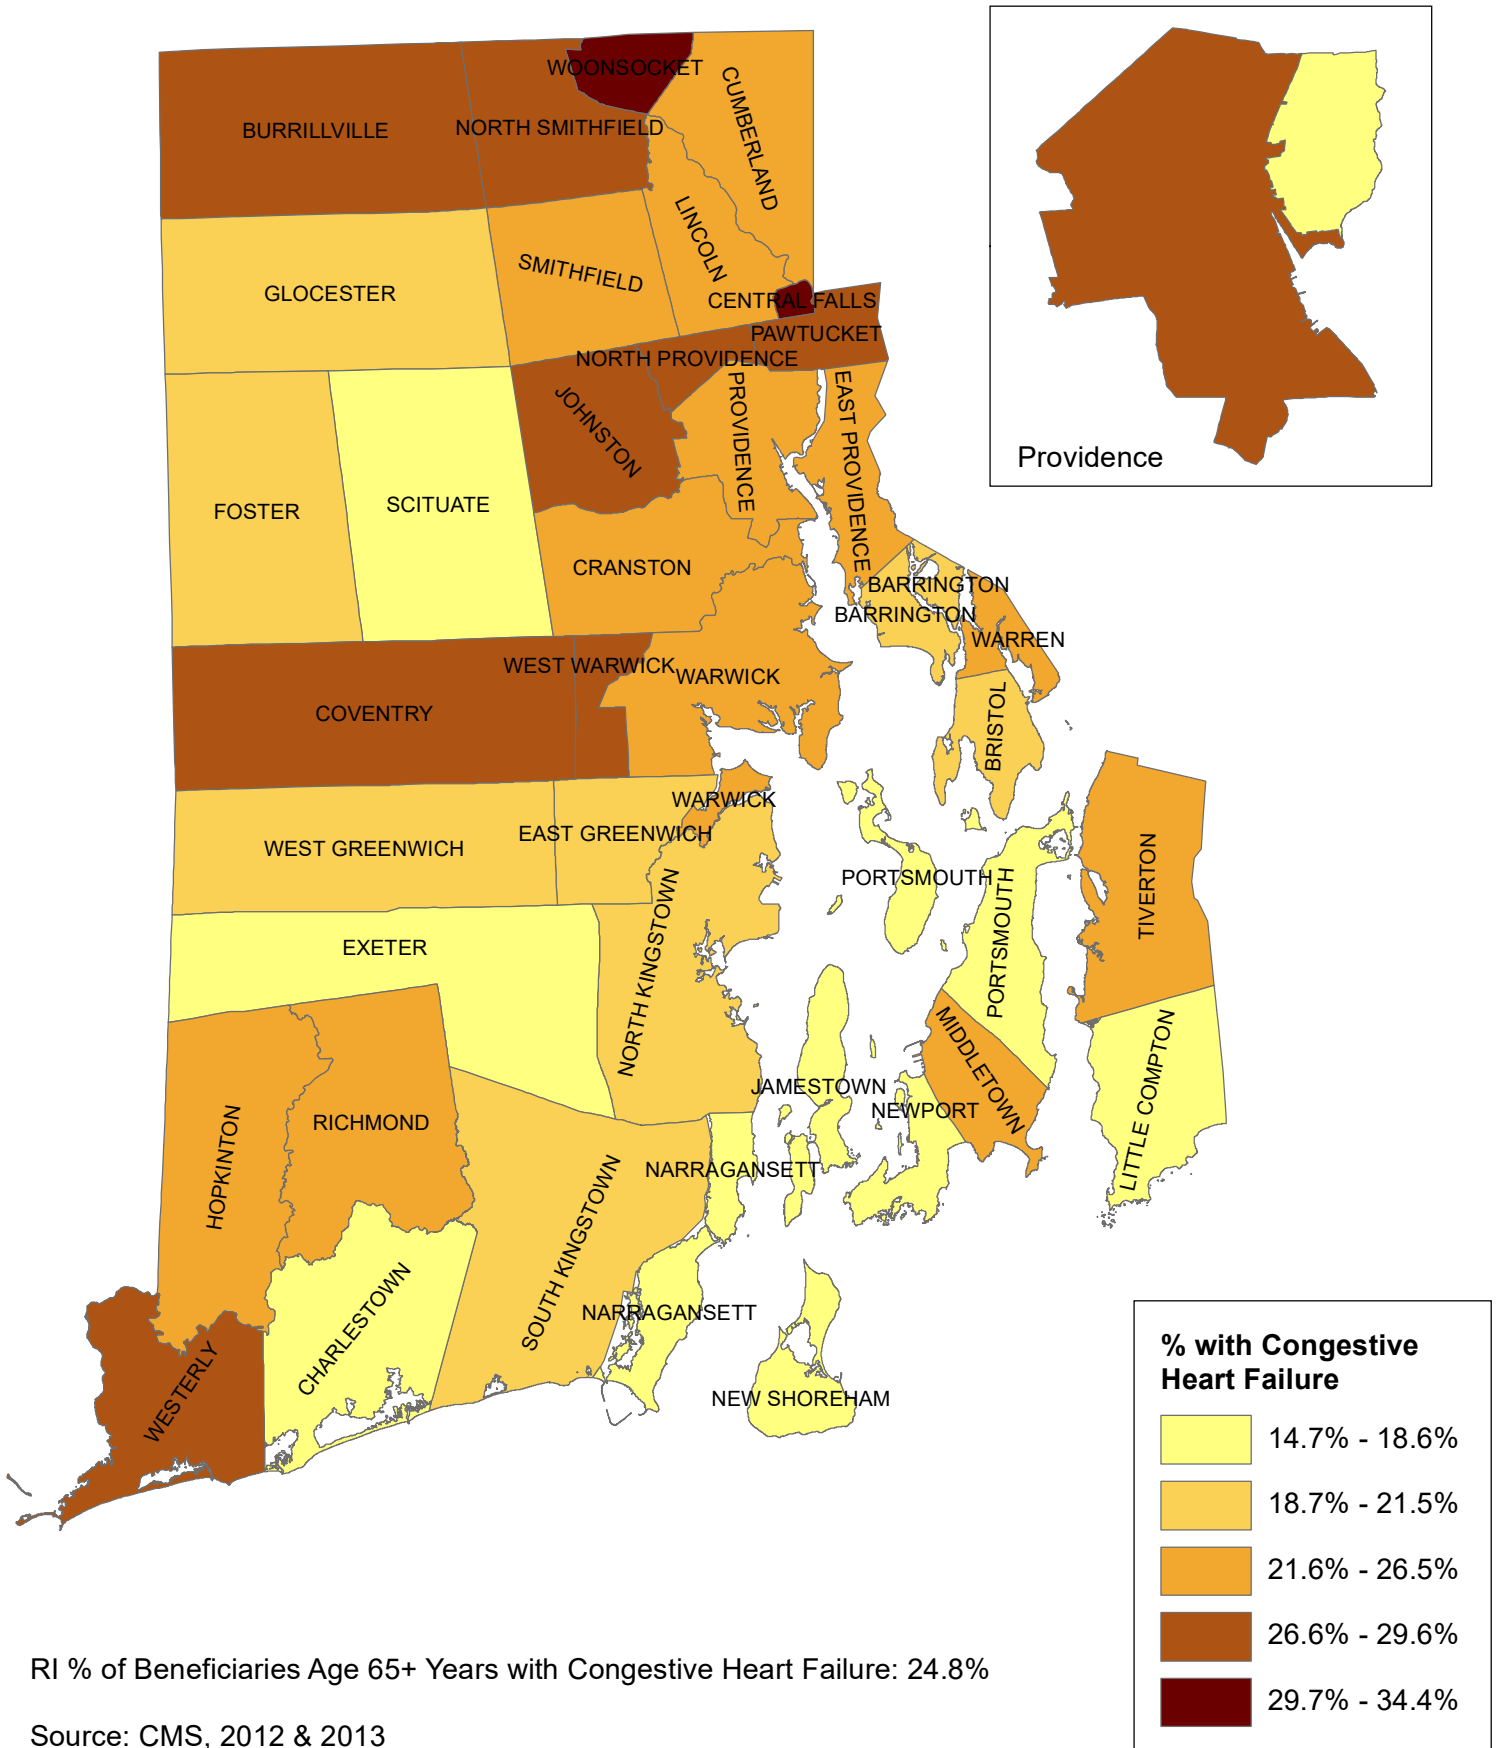 WOONSOCKET
CUMBERLAND
BURRILLVILLE
NORTH SMITHFIELD
LINCOLN
SMITHFIELD
GLOCESTER
CENTRAL FALLS
PAWTUCKET
NORTH PROVIDENCE
JOHNSTON
PROVIDENCE
EAST PROVIDENCE
Providence
FOSTER
SCITUATE
CRANSTON
BARRINGTON
BARRINGTON
WARREN
WEST WARWICK
WARWICK
COVENTRY
BRISTOL
WARWICK
EAST GREENWICH
WEST GREENWICH
PORTSMOUTH
PORTSMOUTH
TIVERTON
EXETER
NORTH KINGSTOWN
MIDDLETOWN
JAMESTOWN
NEWPORT
LITTLE COMPTON
HOPKINTON
RICHMOND
NARRAGANSETT
SOUTH KINGSTOWN
CHARLESTOWN
NARRAGANSETT
WESTERLY
NEW SHOREHAM
% with Congestive
Heart Failure
14.7% - 18.6%
18.7% - 21.5%
21.6% - 26.5%
26.6% - 29.6%
29.7% - 34.4%
RI % of Beneficiaries Age 65+ Years with Congestive Heart Failure: 24.8%
Source: CMS, 2012 & 2013